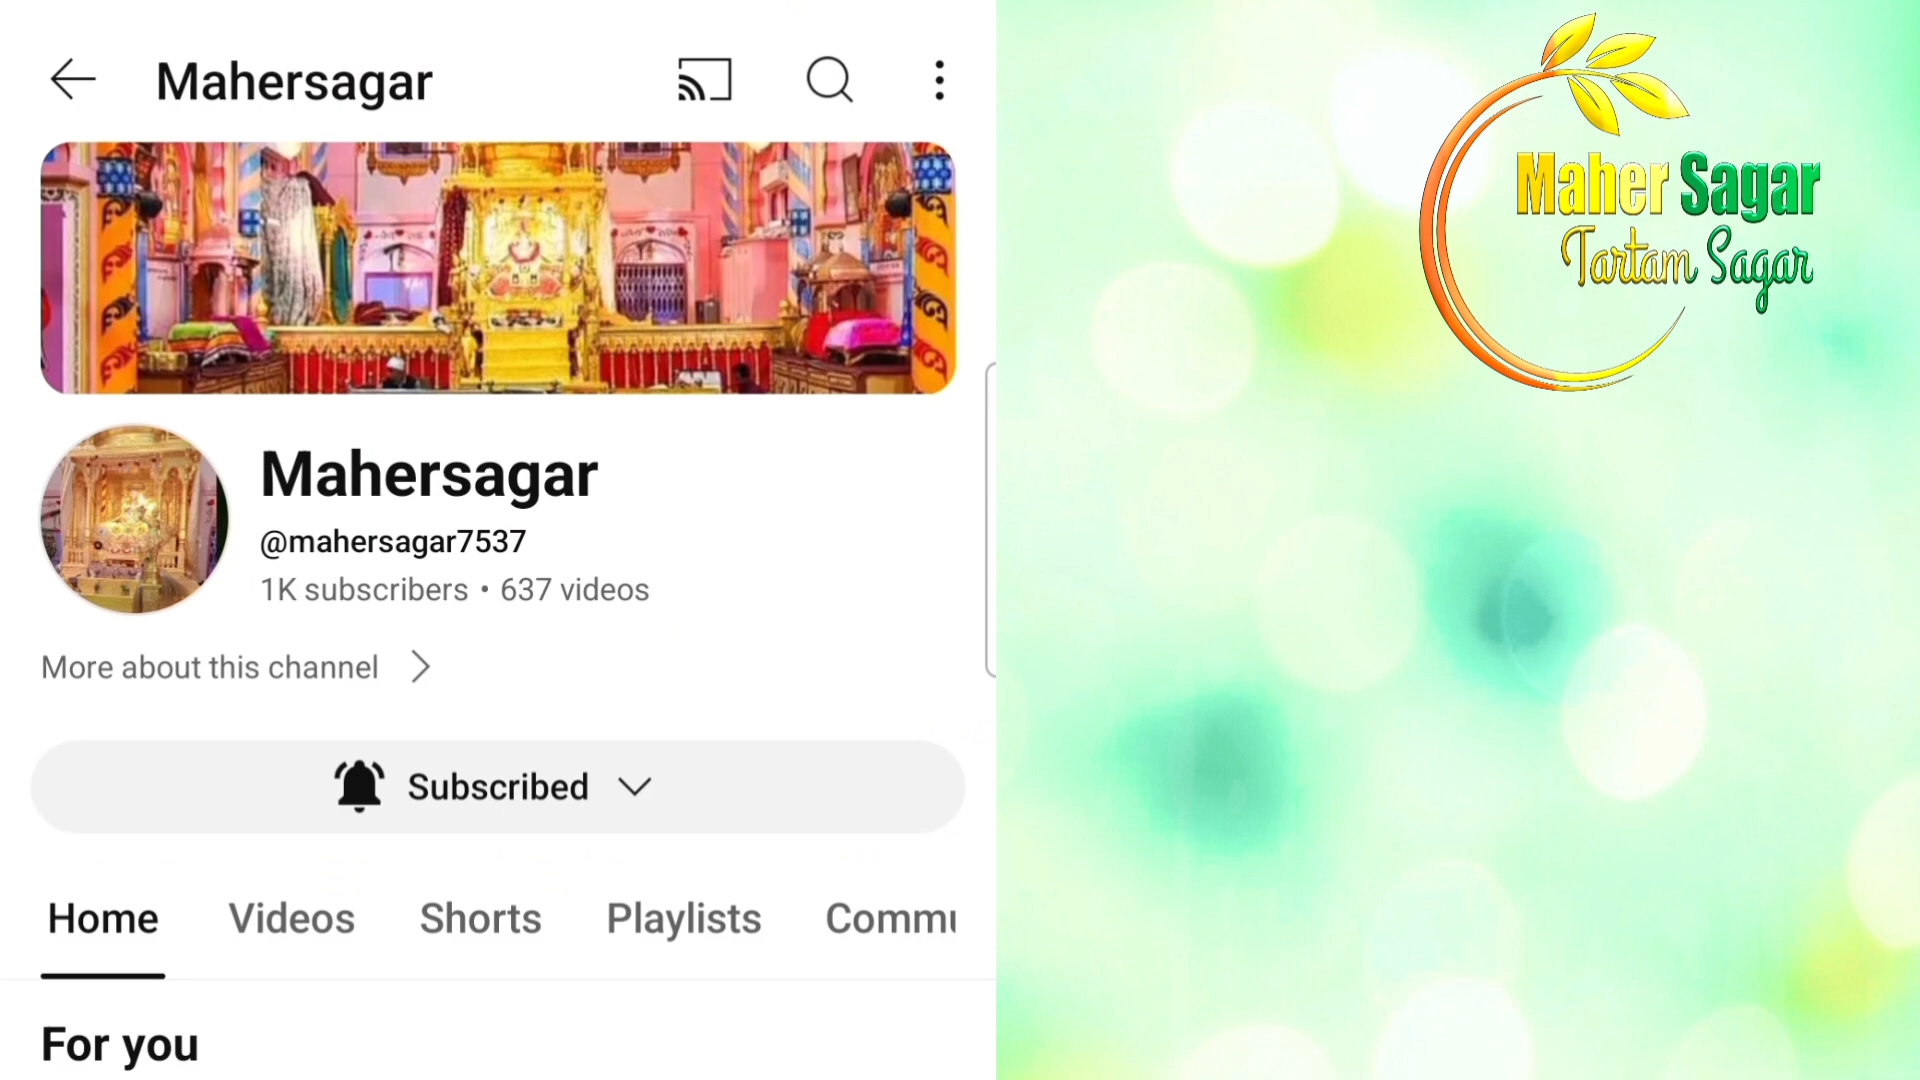 Mahersagar
Mahersagar
@mahersagar7537
1K subscribers • 637 videos
More about this channel
Subscribed
Home Videos Shorts Playlists Commu
For you
Maher Sagar
Tartam Sagar